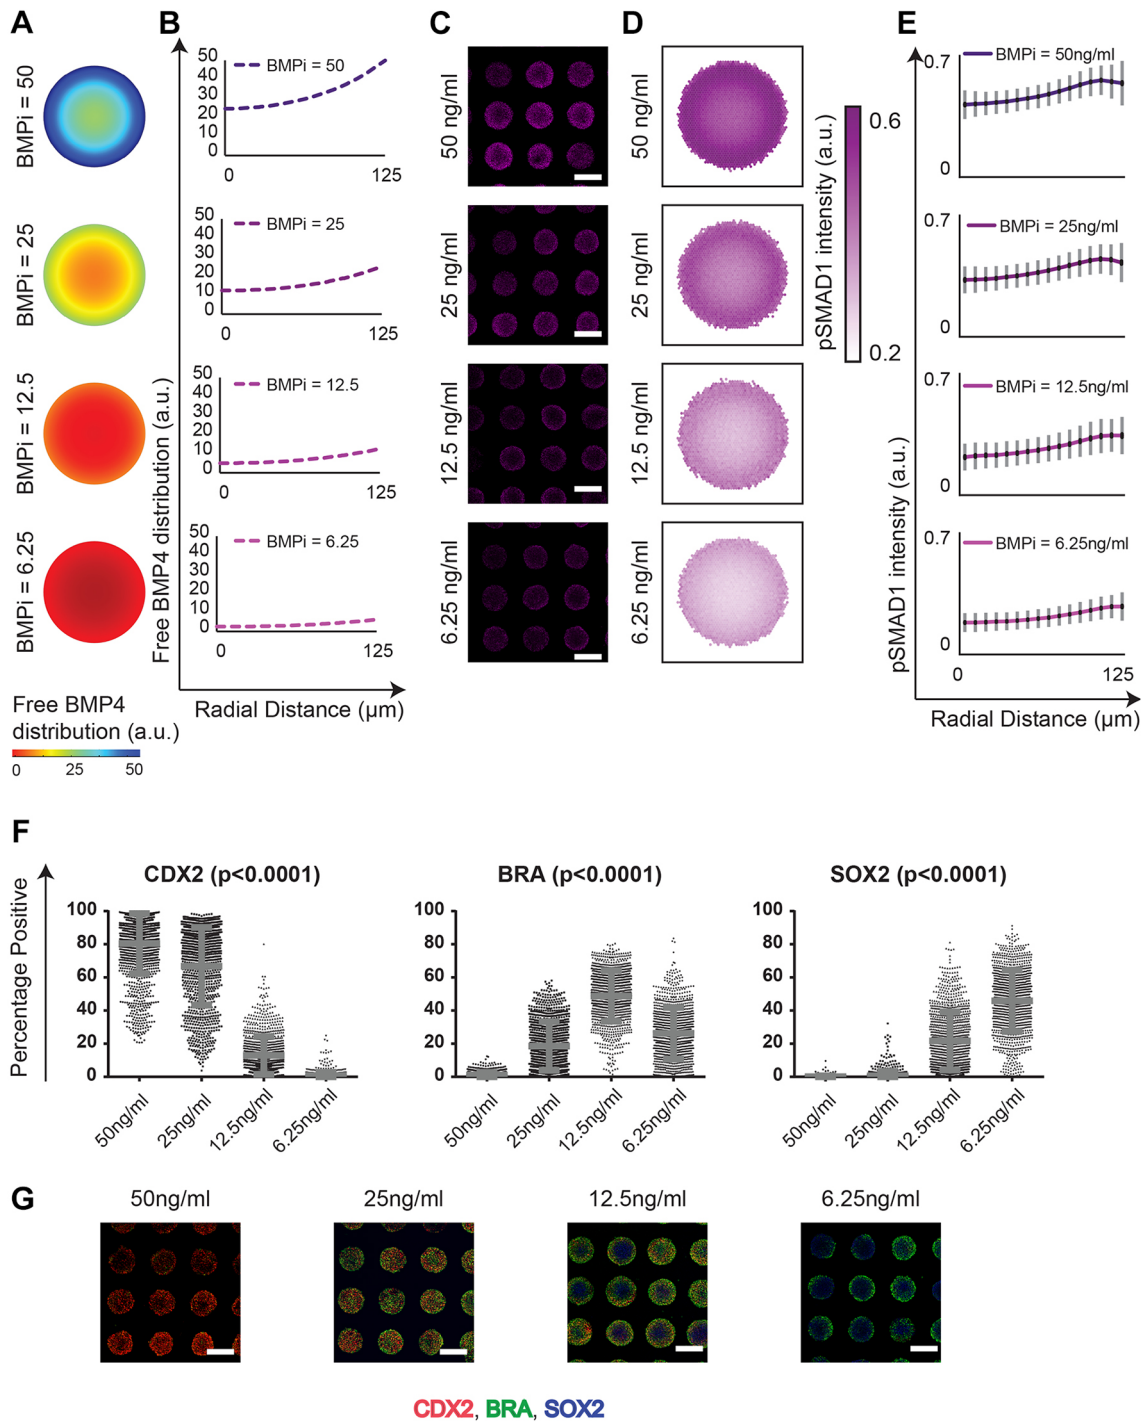 A
B
C
D
E
BMPi = 50
BMPi = 25
BMPi = 12.5
BMPi = 6.25
Free BMP4
distribution (a.u.)
0 25 50
Free BMP4 distribution (a.u.)
50
40
30
20
10
0
BMPi = 50
0 125
50
40
30
20
10
0
BMPi = 25
0 125
50
40
30
20
10
0
BMPi = 12.5
0 125
50
40
30
20
10
0
BMPi = 6.25
0 125
Radial Distance (µm)
50 ng/ml
25 ng/ml
12.5 ng/ml
6.25 ng/ml
50 ng/ml
25 ng/ml
12.5 ng/ml
6.25 ng/ml
pSMAD1 intensity (a.u.)
0.6
0.2
pSMAD1 intensity (a.u.)
0.7
0
BMPi = 50ng/ml
0.7
0
BMPi = 25ng/ml
0.7
0
BMPi = 12.5ng/ml
0.7
0
BMPi = 6.25ng/ml
0 125
Radial Distance (µm)
F
Percentage Positive
CDX2 (p<0.0001)
100
80
60
40
20
0
50ng/ml
25ng/ml
12.5ng/ml
6.25ng/ml
BRA (p<0.0001)
100
80
60
40
20
0
50ng/ml
25ng/ml
12.5ng/ml
6.25ng/ml
SOX2 (p<0.0001)
100
80
60
40
20
0
50ng/ml
25ng/ml
12.5ng/ml
6.25ng/ml
G
50ng/ml
25ng/ml
12.5ng/ml
6.25ng/ml
CDX2, BRA, SOX2